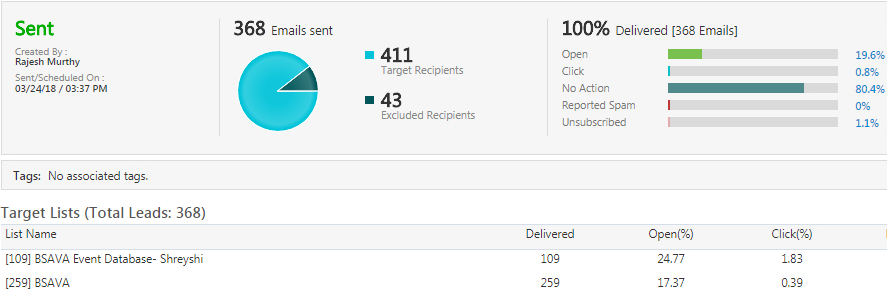 Sent
Created By :
Rajesh Murthy
Sent/Scheduled On :
03/24/18 / 03:37 PM
368 Emails sent
411
Target Recipients
43
Excluded Recipients
100% Delivered [368 Emails]
Open 19.6%
Click 0.8%
No Action 80.4%
Reported Spam 0%
Unsubscribed 1.1%
Tags: No associated tags.
Target Lists (Total Leads: 368)
List Name Delivered Open(%) Click(%)
[109] BSAVA Event Database- Shreyshi 109 24.77 1.83
[259] BSAVA 259 17.37 0.39